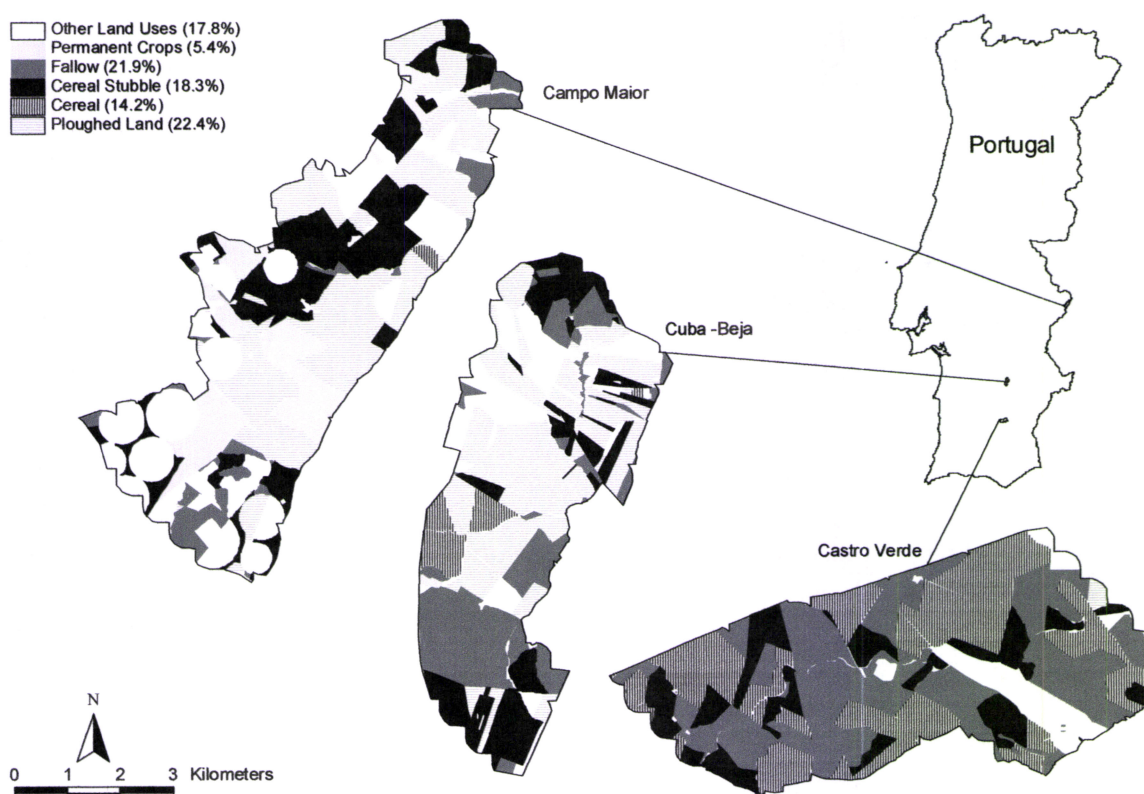 Other Land Uses (17.8%)
Permanent Crops (5.4%)
Fallow (21.9%)
Cereal Stubble (18.3%)
Cereal (14.2%)
Ploughed Land (22.4%)
Campo Maior
Portugal
Cuba -Beja
Castro Verde
N
0 1 2 3 Kilometers